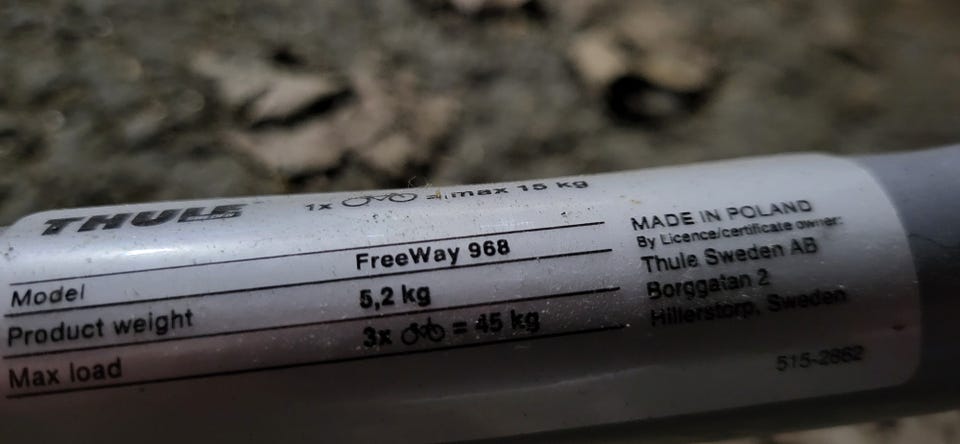 THULE
1x = max 15 kg
Model FreeWay 968
Product weight 5,2 kg
Max load 3x = 45 kg
MADE IN POLAND
By Licence/certificate owner:
Thule Sweden AB
Borggatan 2
Hillerstorp, Sweden
515-2862